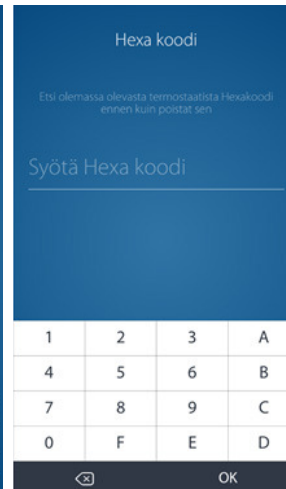 Hexa koodi
Etsi olemassa olevasta termostaatista Hexakoodi
ennen kuin poistat sen
Syötä Hexa koodi
1 2 3 A
4 5 6 B
7 8 9 C
0 F E D
OK